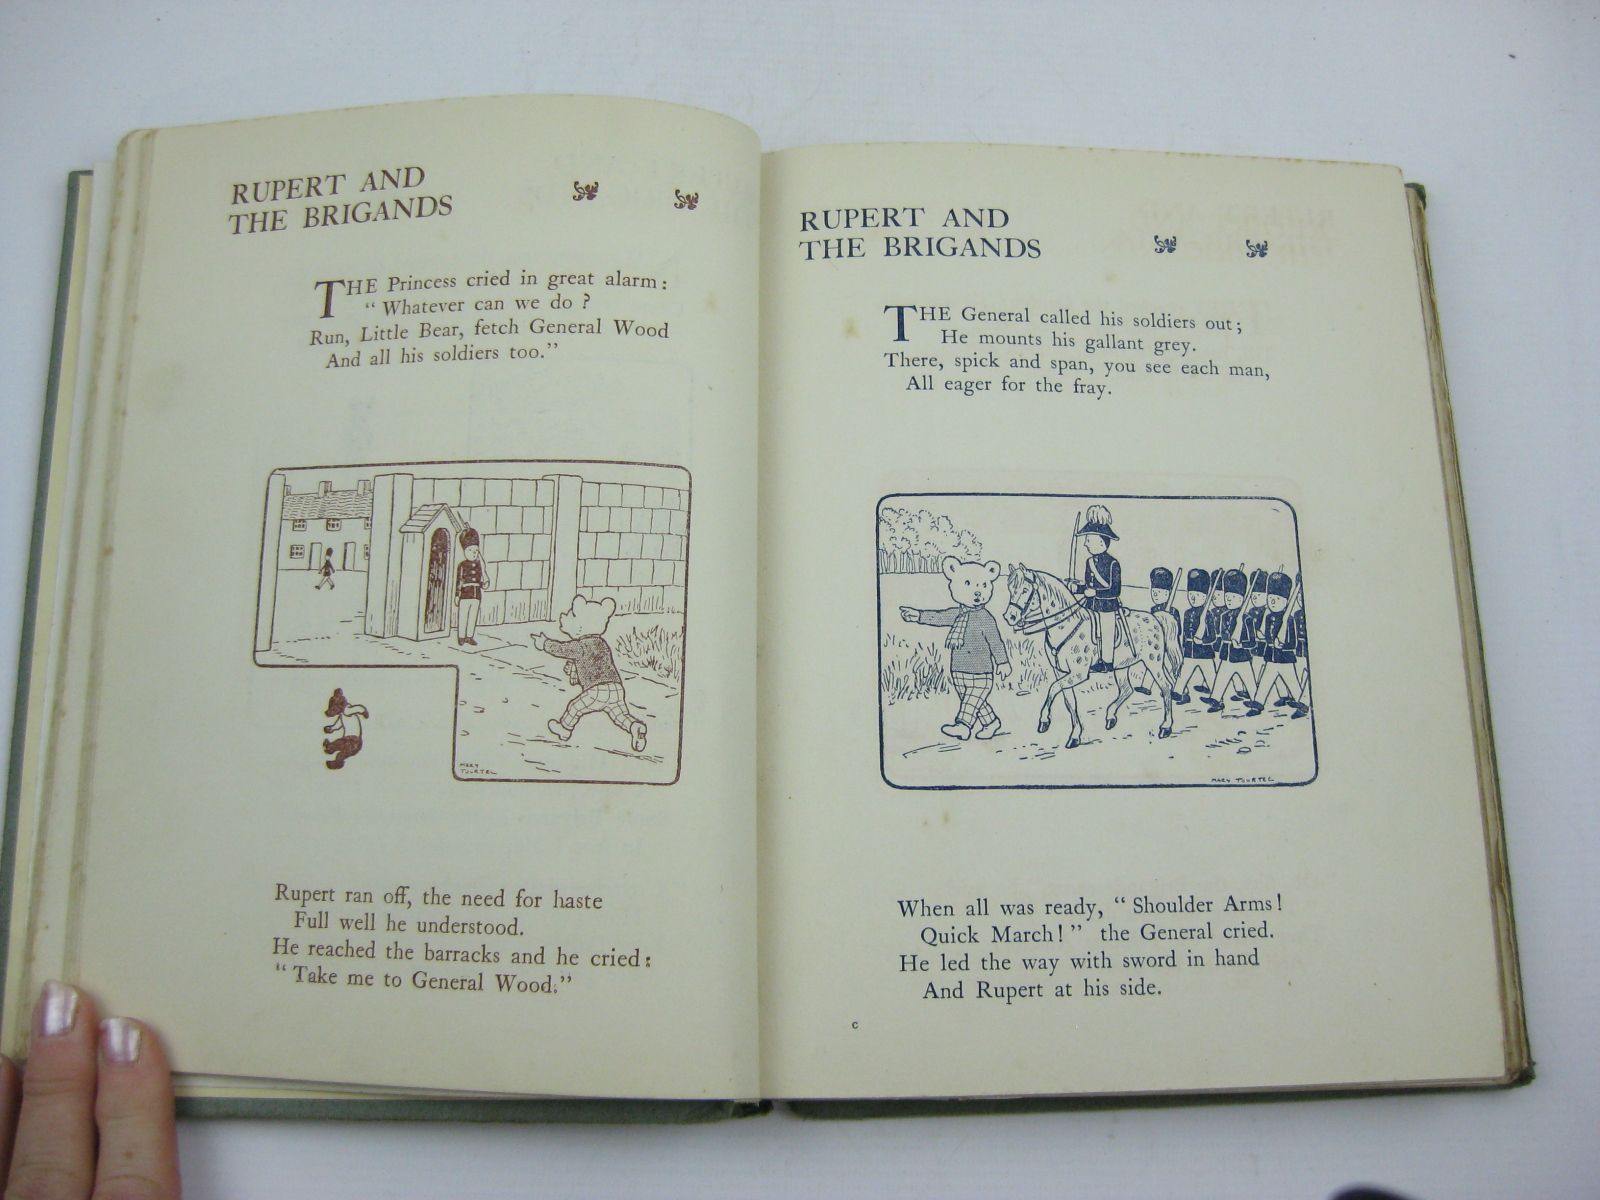 RUPERT AND
THE BRIGANDS
THE Princess cried in great alarm:
"Whatever can we do?
Run, Little Bear, fetch General Wood
And all his soldiers too."
MARY
TOURTEL
Rupert ran off, the need for haste
Full well he understood.
He reached the barracks and he cried:
"Take me to General Wood."
RUPERT AND
THE BRIGANDS
THE General called his soldiers out;
He mounts his gallant grey.
There, spick and span, you see each man,
All eager for the fray.
MARY TOURTEL
When all was ready, "Shoulder Arms!
Quick March!" the General cried.
He led the way with sword in hand
And Rupert at his side.
C